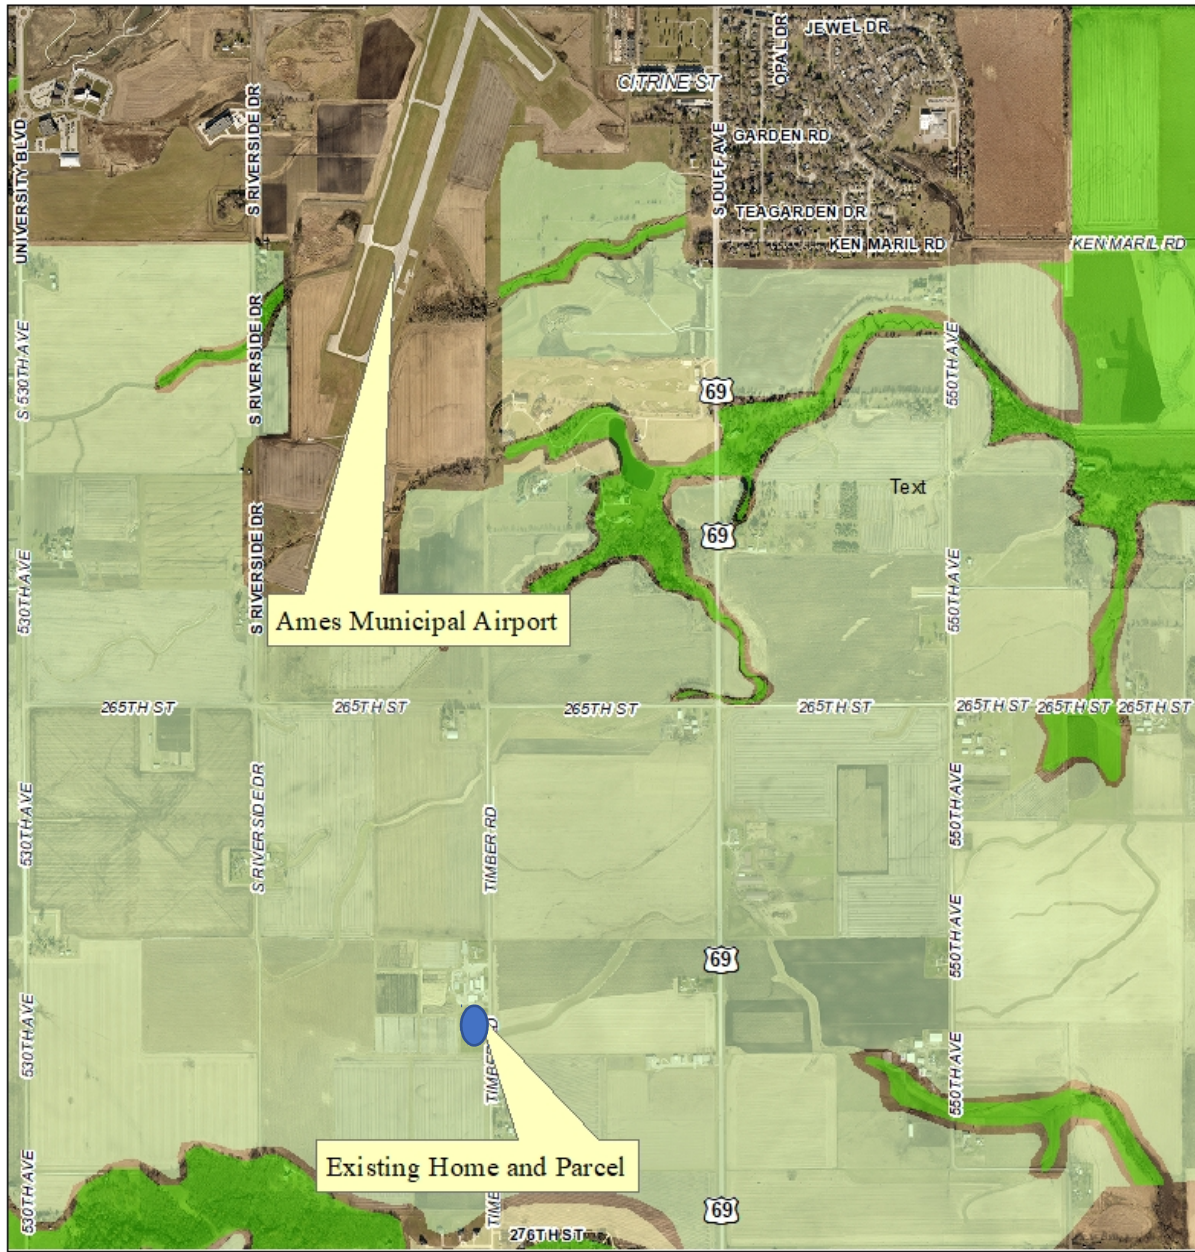 JEWEL DR
OPAL DR
CITRINE ST
UNIVERSITY BLVD
S RIVERSIDE DR
S DUFF AVE
GARDEN RD
TEAGARDEN DR
KEN MARIL RD
KEN MARIL RD
S 530TH AVE
S RIVERSIDE DR
69
550TH AVE
Text
69
530TH AVE
S RIVERSIDE DR
550TH AVE
Ames Municipal Airport
265TH ST
265TH ST
265TH ST
265TH ST
265TH ST
265TH ST
265TH ST
530TH AVE
S RIVERSIDE DR
TIMBER RD
550TH AVE
69
550TH AVE
530TH AVE
TIMBE
D
550TH AVE
Existing Home and Parcel
530TH AVE
TIME
69
276TH ST